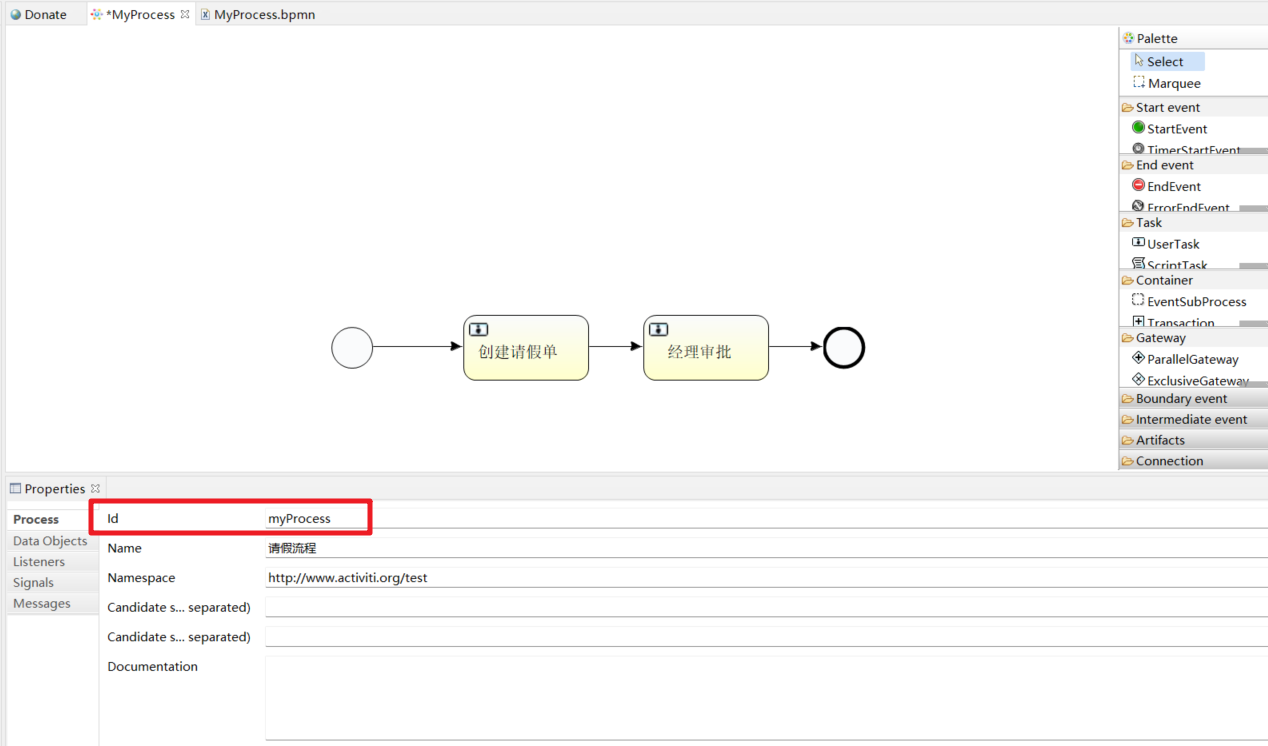 Donate *MyProcess MyProcess.bpmn
Palette
Select
Marquee
Start event
StartEvent
TimerStartEvent
End event
EndEvent
ErrorEndEvent
Task
UserTask
ScriptTask
Container
EventSubProcess
Transaction
Gateway
ParallelGateway
ExclusiveGateway
Boundary event
Intermediate event
Artifacts
Connection
创建请假单
经理审批
Properties
Process
Data Objects
Listeners
Signals
Messages
Id myProcess
Name 请假流程
Namespace http://www.activiti.org/test
Candidate s... separated)
Candidate s... separated)
Documentation